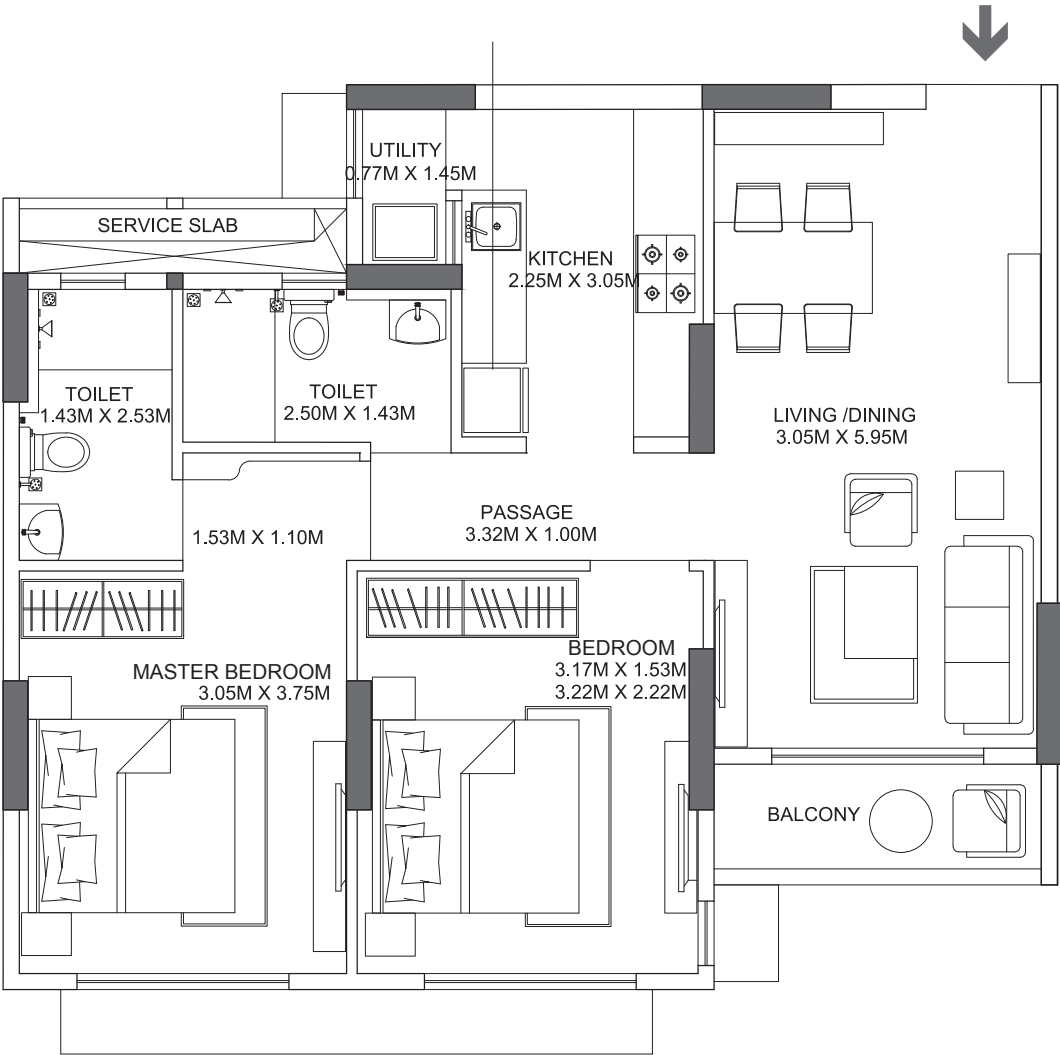 UTILITY
0.77M X 1.45M
SERVICE SLAB
KITCHEN
2.25M X 3.05M
TOILET
1.43M X 2.53M
TOILET
2.50M X 1.43M
LIVING /DINING
3.05M X 5.95M
PASSAGE
3.32M X 1.00M
1.53M X 1.10M
MASTER BEDROOM
3.05M X 3.75M
BEDROOM
3.17M X 1.53M
3.22M X 2.22M
BALCONY